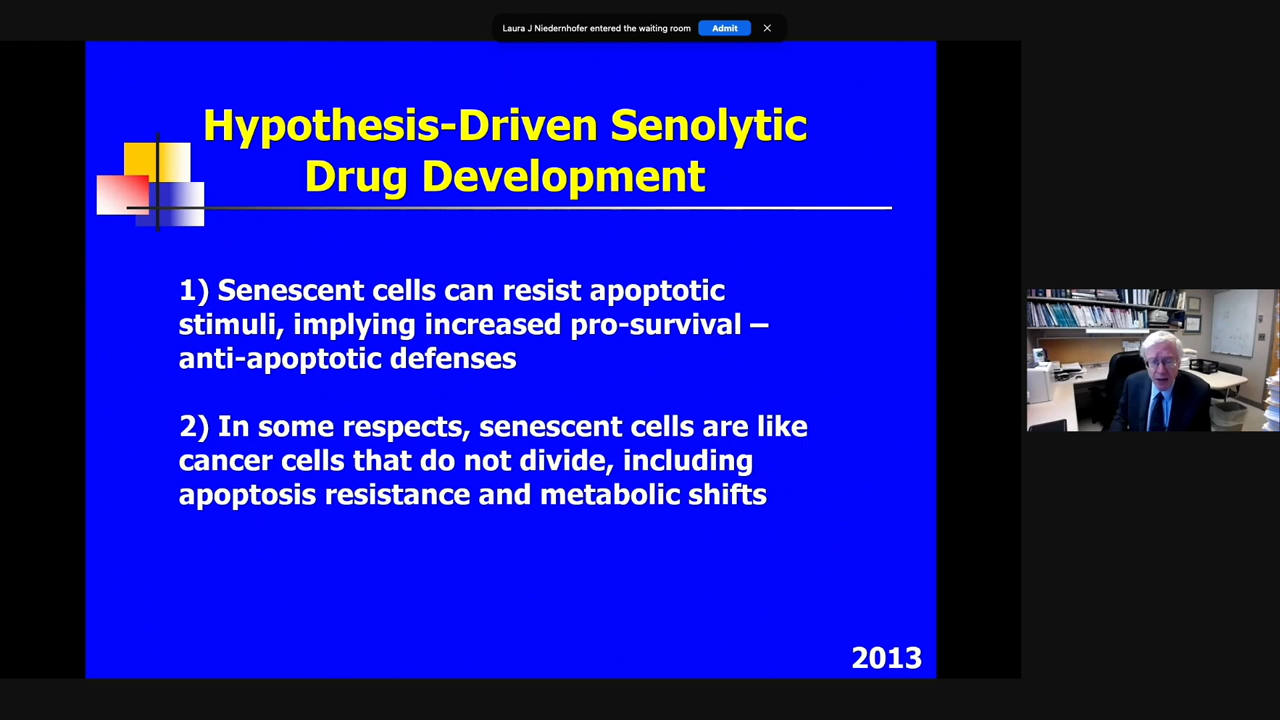 Laura J Niedernhofer entered the waiting room
Admit
Hypothesis-Driven Senolytic
Drug Development
1) Senescent cells can resist apoptotic
stimuli, implying increased pro-survival –
anti-apoptotic defenses
2) In some respects, senescent cells are like
cancer cells that do not divide, including
apoptosis resistance and metabolic shifts
2013